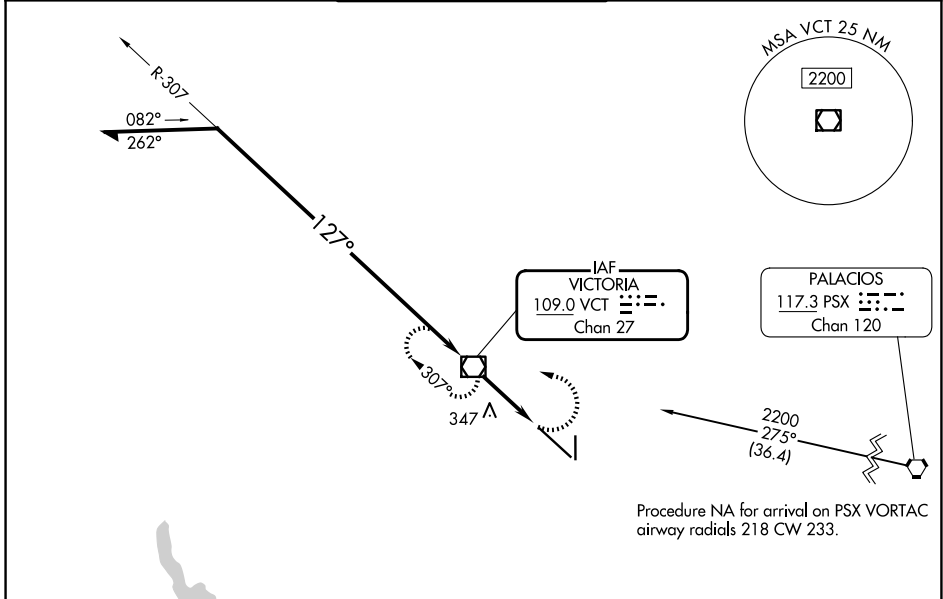 MSA VCT 25 NM
2200
R-307
082°
262°
127°
IAF
VICTORIA
109.0 VCT
Chan 27
PALACIOS
117.3 PSX
Chan 120
307°
347
2200
275°
(36.4)
Procedure NA for arrival on PSX VORTAC
airway radials 218 CW 233.